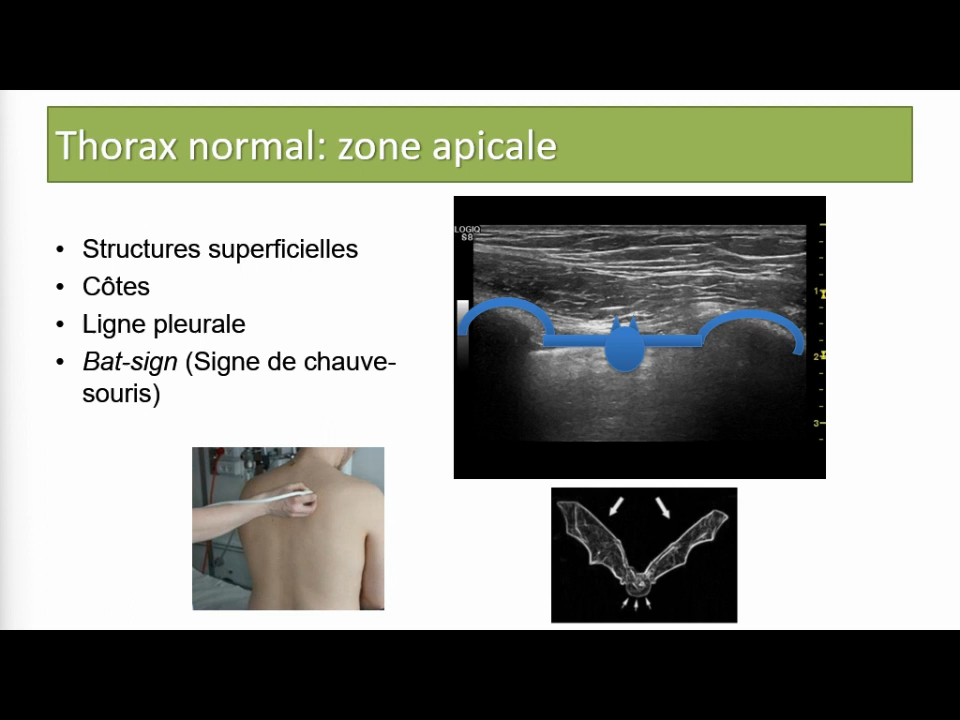 Thorax normal: zone apicale
• Structures superficielles
• Côtes
• Ligne pleurale
• Bat-sign (Signe de chauve-
souris)
LOGIQ
S8
1
2
3